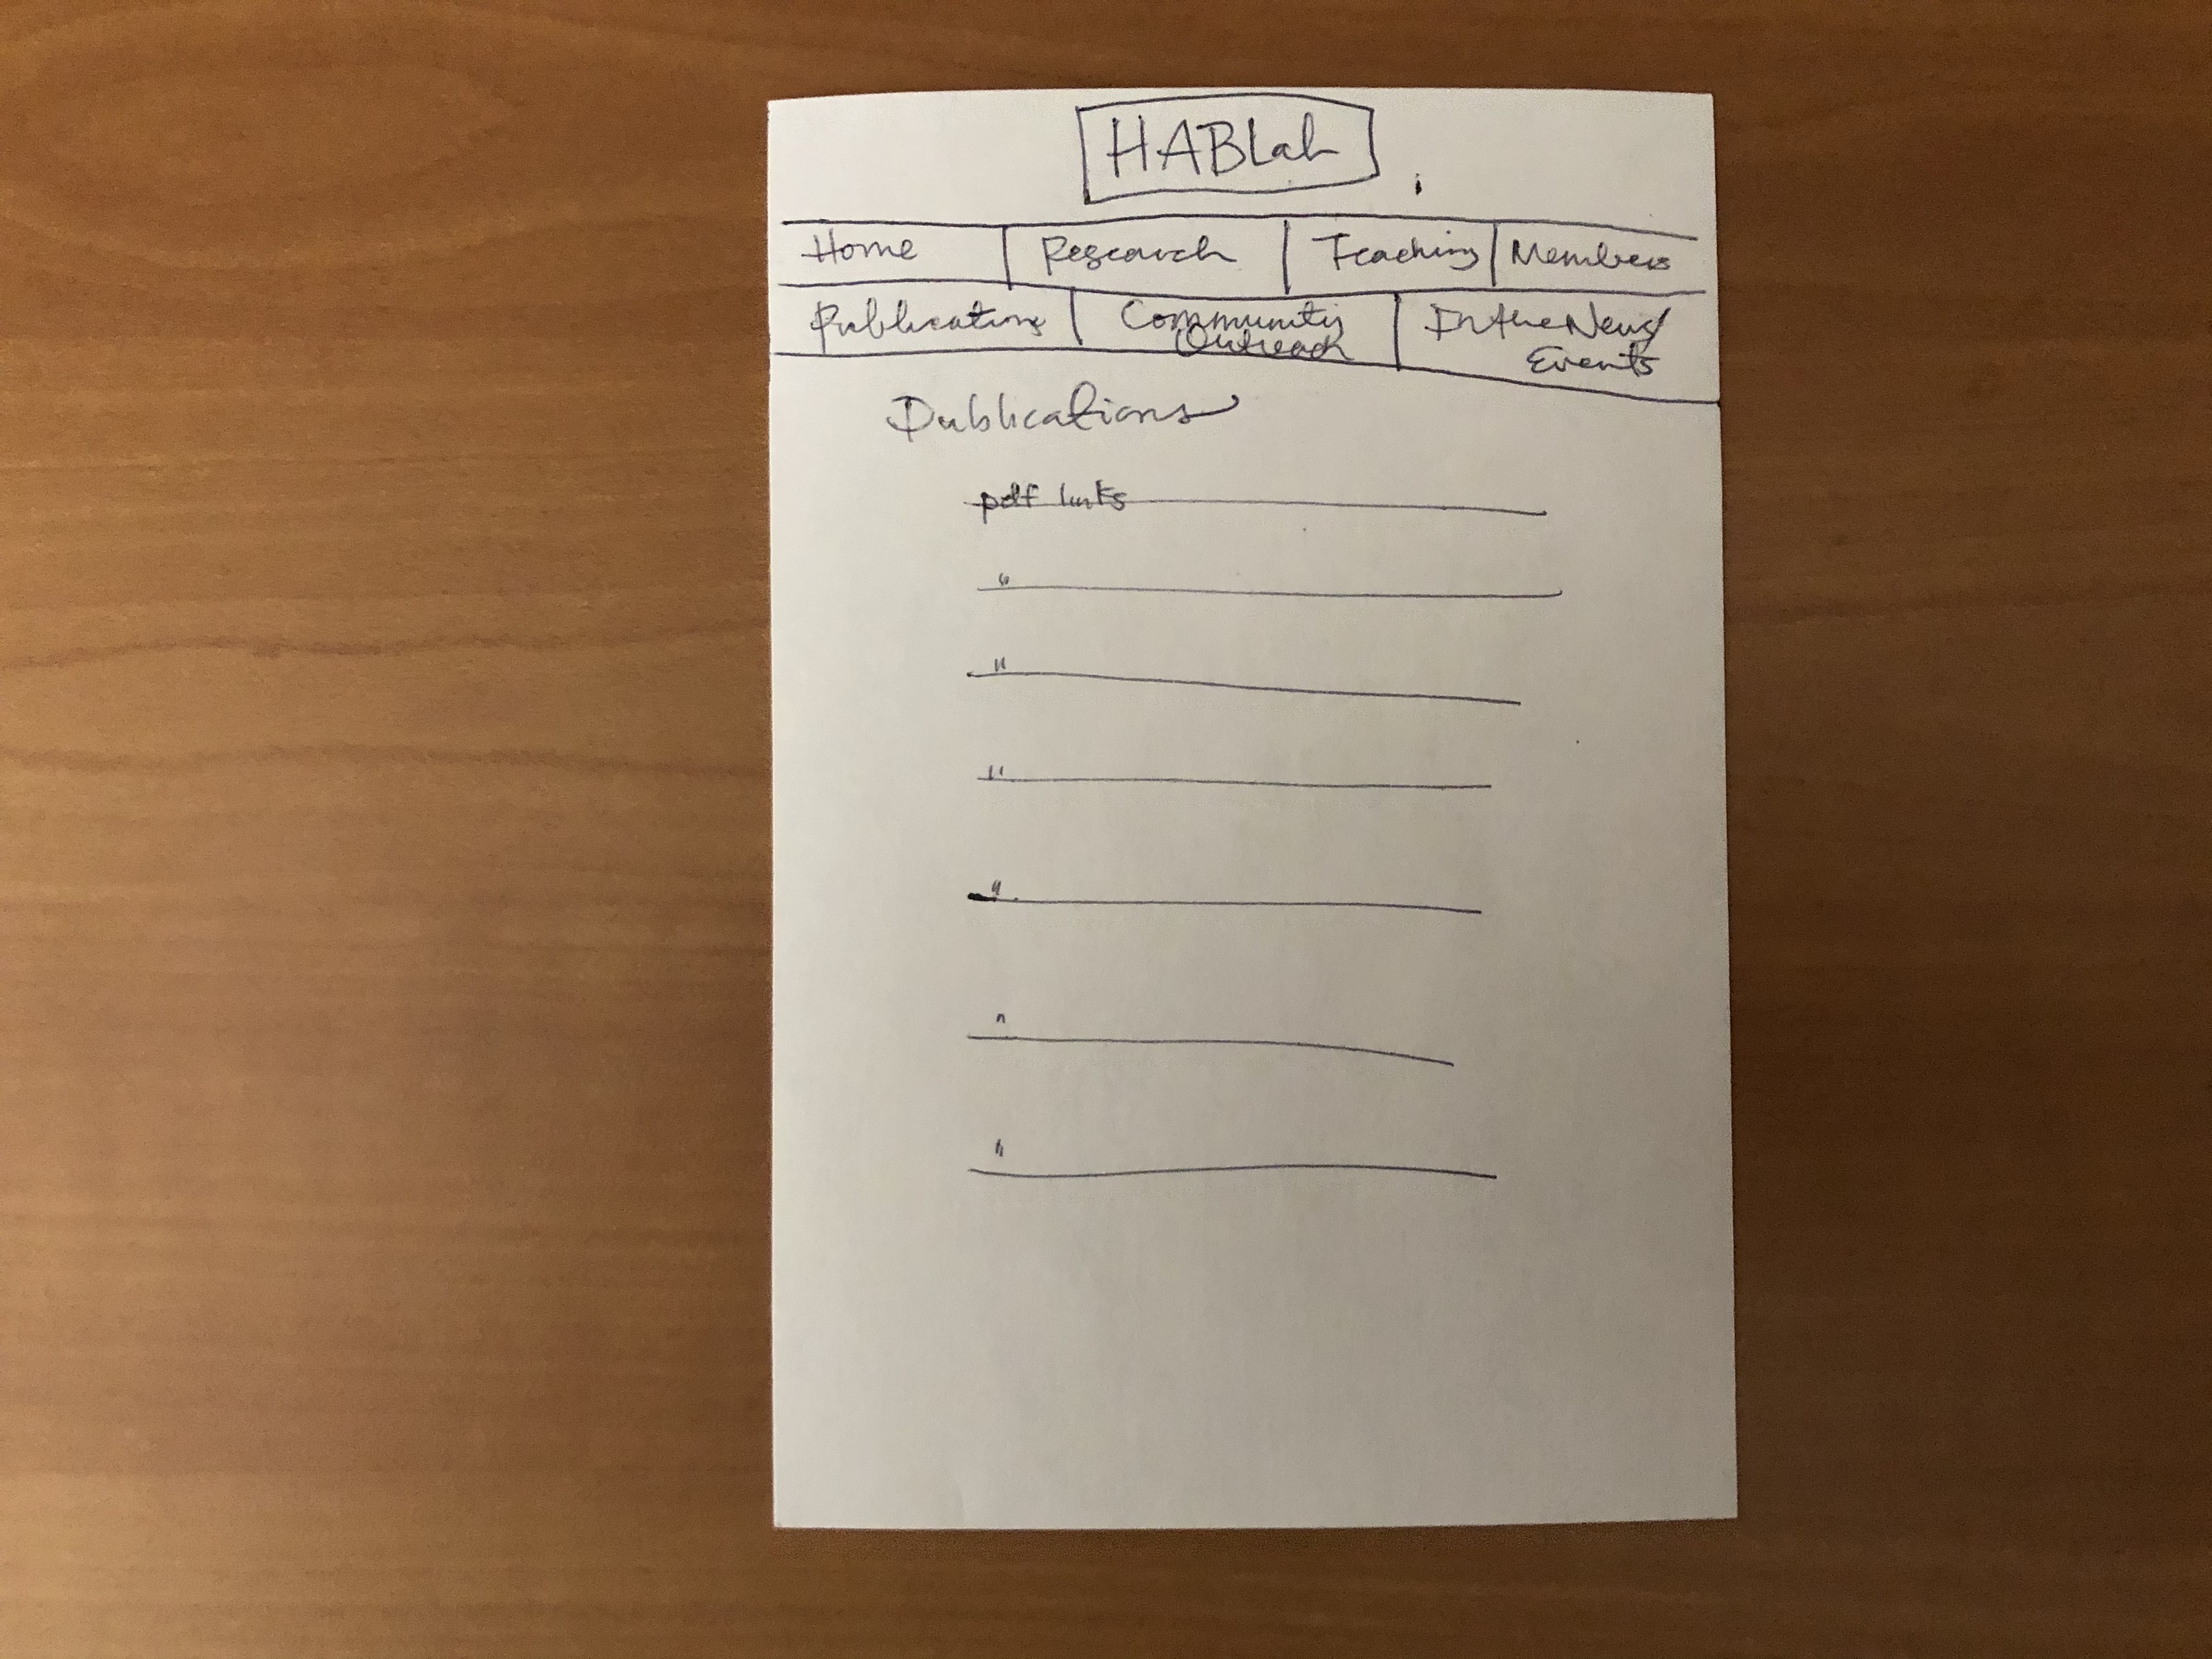 HABLab
Home Research Teaching Members
Publications Community Outreach In the News/ Events
Publications
pdf links
"
"
"
"
"
"